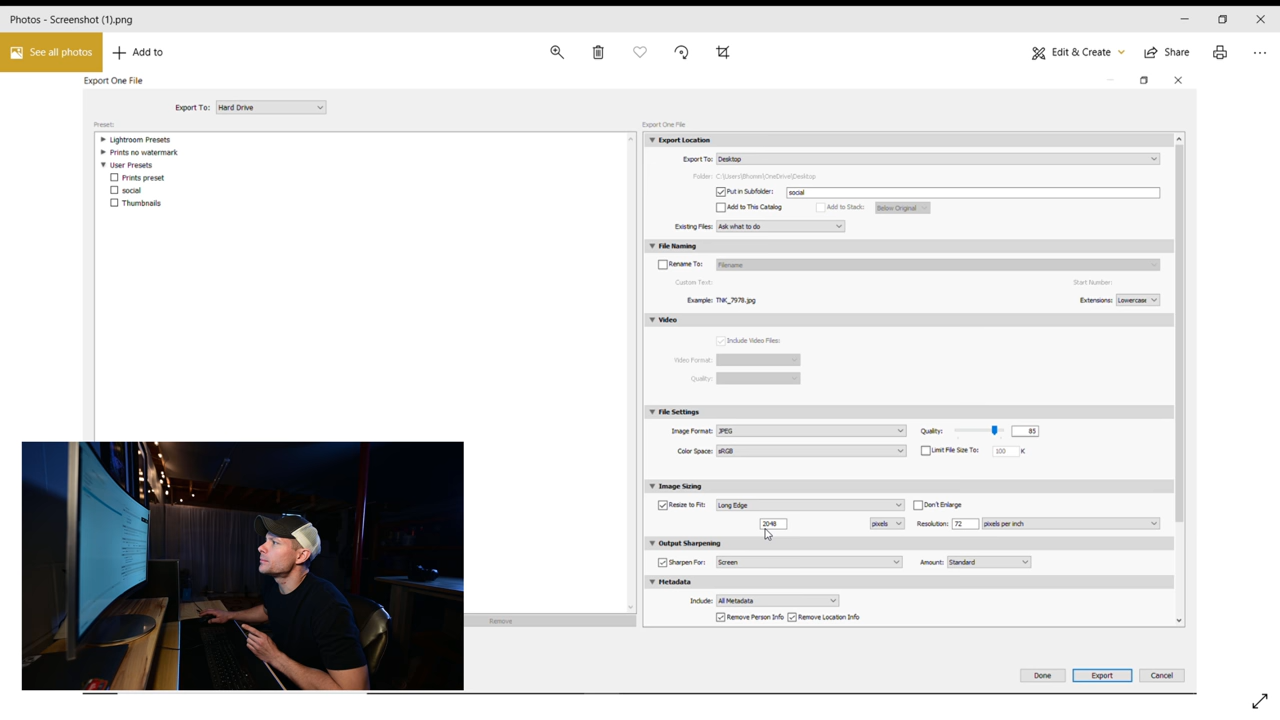 Photos - Screenshot (1).png
See all photos
Add to
Edit & Create
Share
Export One File
Export To: Hard Drive
Preset:
Lightroom Presets
Prints no watermark
User Presets
Prints preset
social
Thumbnails
Remove
Export One File
Export Location
Export To: Desktop
Folder: C:\Users\Bhomm\OneDrive\Desktop
Put in Subfolder: social
Add to This Catalog Add to Stack: Below Original
Existing Files: Ask what to do
File Naming
Rename To: Filename
Custom Text: Start Number:
Example: TNK_7978.jpg Extensions: Lowercase
Video
Include Video Files:
Video Format:
Quality:
File Settings
Image Format: JPEG Quality: 85
Color Space: sRGB Limit File Size To: 100 K
Image Sizing
Resize to Fit: Long Edge Don't Enlarge
2048 pixels Resolution: 72 pixels per inch
Output Sharpening
Sharpen For: Screen Amount: Standard
Metadata
Include: All Metadata
Remove Person Info Remove Location Info
Done Export Cancel